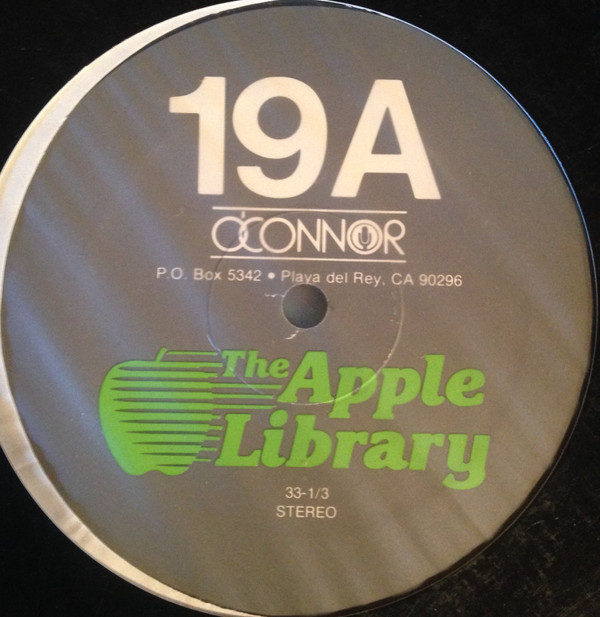 19A
O'CONNOR
P.O. Box 5342 • Playa del Rey, CA 90296
The Apple
Library
33-1/3
STEREO